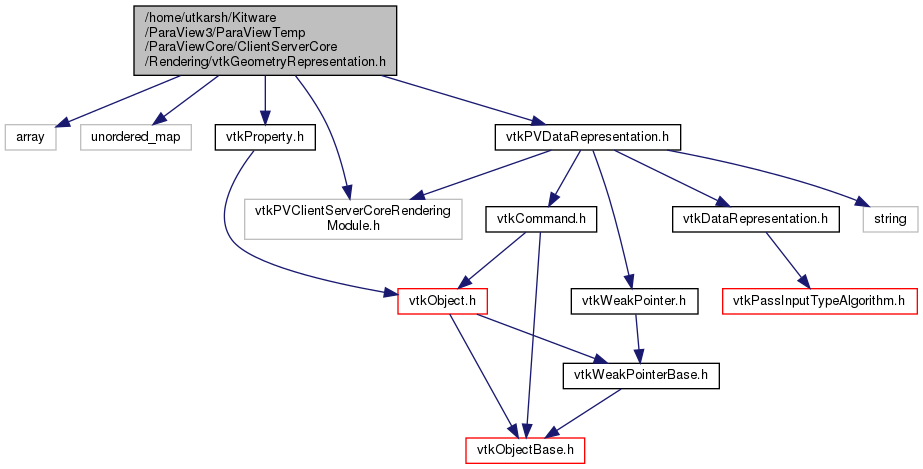 /home/utkarsh/Kitware
/ParaView3/ParaViewTemp
/ParaViewCore/ClientServerCore
/Rendering/vtkGeometryRepresentation.h
array
unordered_map
vtkProperty.h
vtkPVDataRepresentation.h
vtkPVClientServerCoreRendering
Module.h
vtkCommand.h
vtkDataRepresentation.h
string
vtkObject.h
vtkWeakPointer.h
vtkPassInputTypeAlgorithm.h
vtkWeakPointerBase.h
vtkObjectBase.h